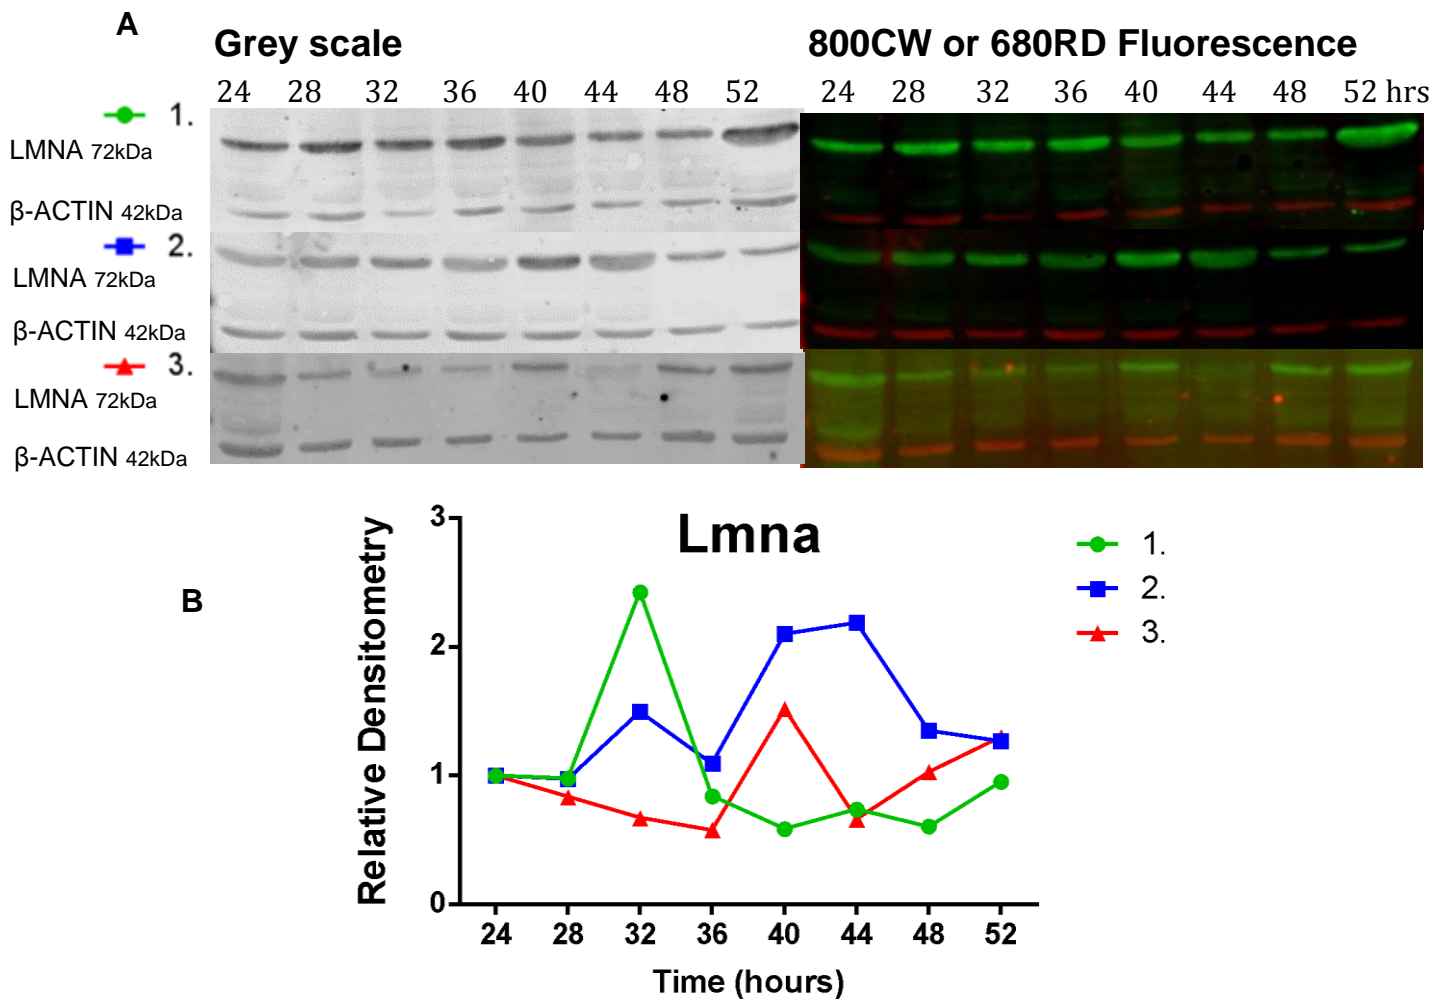 A
Grey scale
800CW or 680RD Fluorescence
24 28 32 36 40 44 48 52
24 28 32 36 40 44 48 52 hrs
1.
LMNA 72kDa
β-ACTIN 42kDa
2.
LMNA 72kDa
β-ACTIN 42kDa
3.
LMNA 72kDa
β-ACTIN 42kDa
B
Lmna
Relative Densitometry
3
2
1
0
24 28 32 36 40 44 48 52
Time (hours)
1.
2.
3.